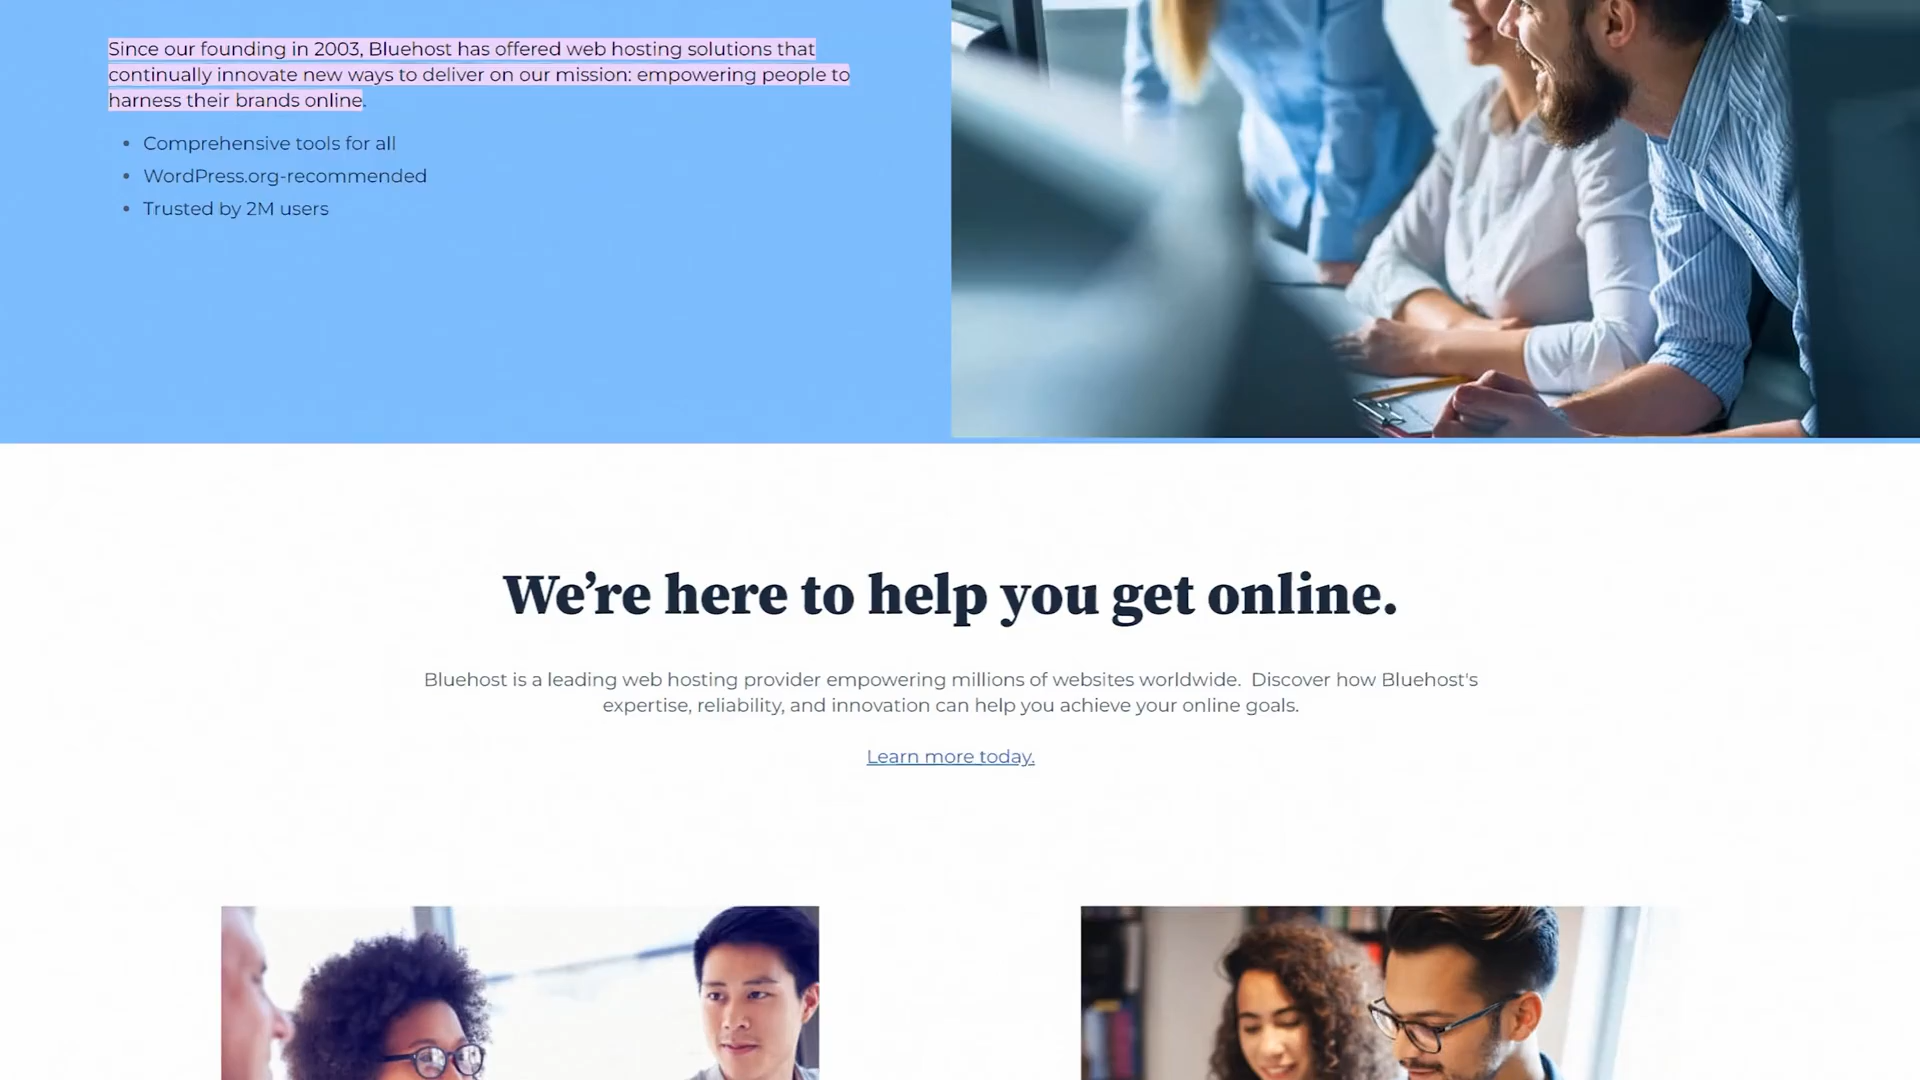 Since our founding in 2003, Bluehost has offered web hosting solutions that
continually innovate new ways to deliver on our mission: empowering people to
harness their brands online.
Comprehensive tools for all
WordPress.org-recommended
Trusted by 2M users
We’re here to help you get online.
Bluehost is a leading web hosting provider empowering millions of websites worldwide.  Discover how Bluehost's
expertise, reliability, and innovation can help you achieve your online goals.
Learn more today.